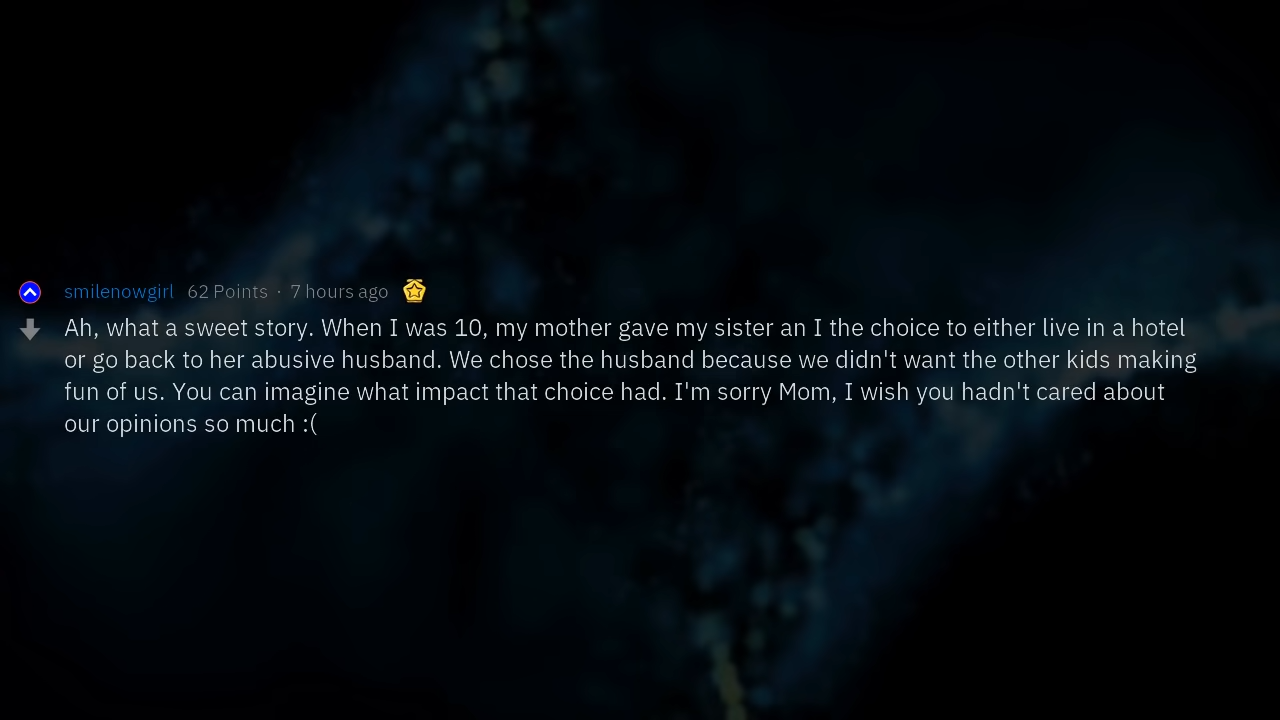 smilenowgirl 62 Points · 7 hours ago
Ah, what a sweet story. When I was 10, my mother gave my sister an I the choice to either live in a hotel
or go back to her abusive husband. We chose the husband because we didn't want the other kids making
fun of us. You can imagine what impact that choice had. I'm sorry Mom, I wish you hadn't cared about
our opinions so much :(